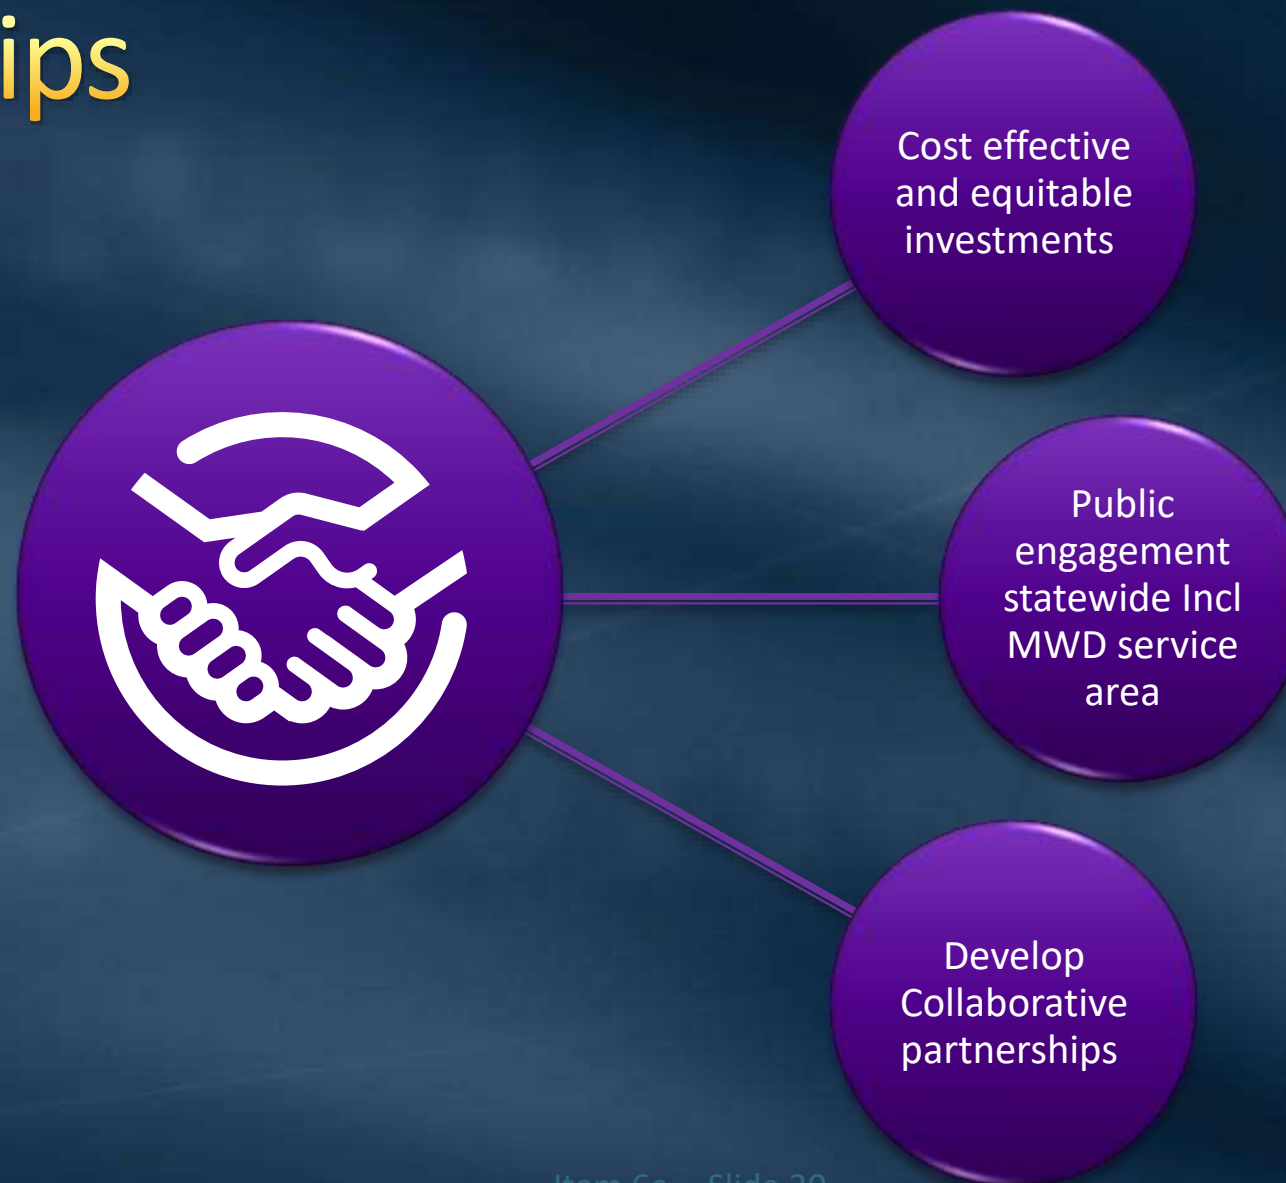 ips
Cost effective
and equitable
investments
Public
engagement
statewide Incl
MWD service
area
Develop
Collaborative
partnerships